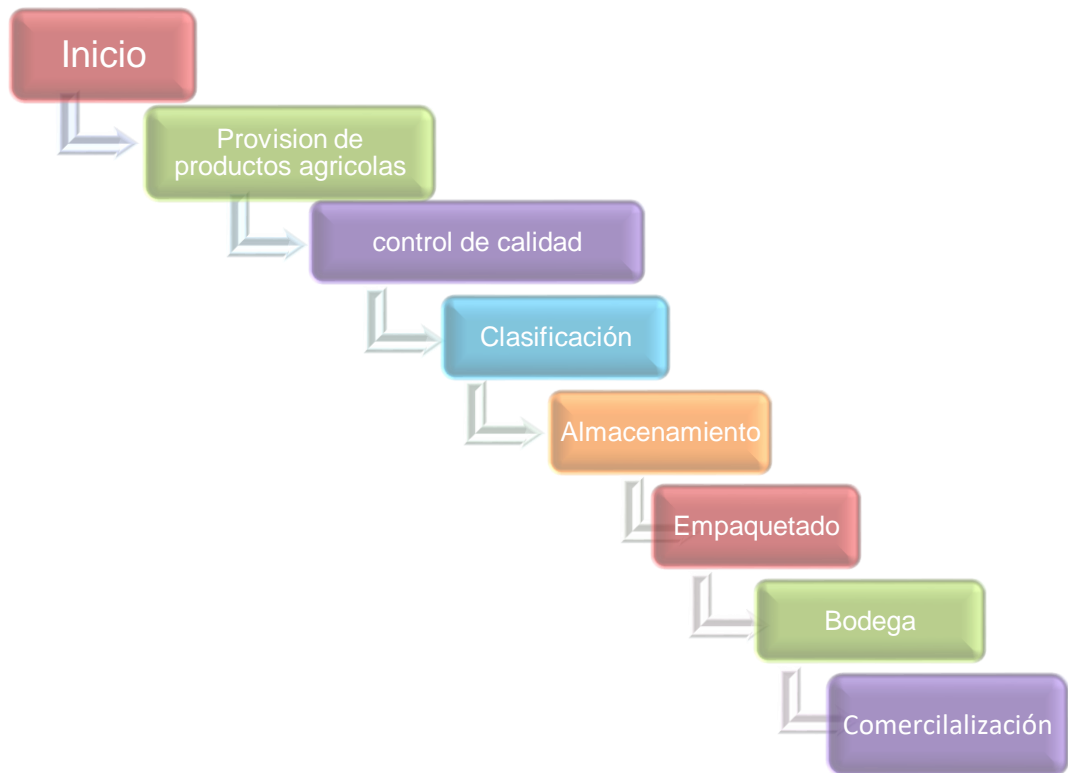 Inicio
Provision de
productos agricolas
control de calidad
Clasificación
Almacenamiento
Empaquetado
Bodega
Comercilalización